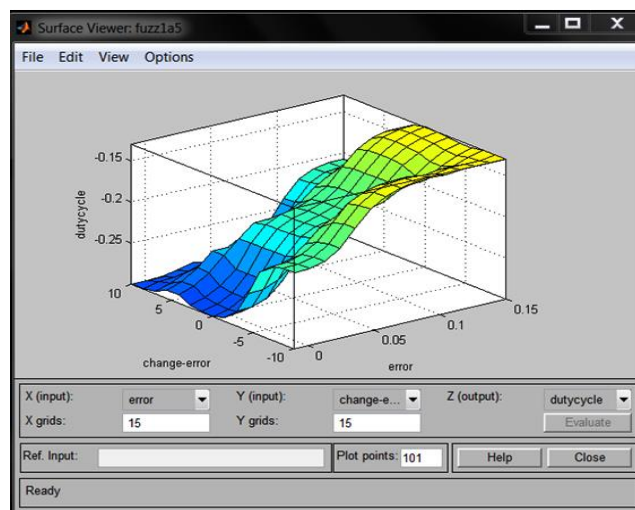 Surface Viewer: fuzz1a5
File Edit View Options
-0.15
-0.2
-0.25
dutycycle
10
5
0
-5
-10
change-error
0
0.05
0.1
0.15
error
X (input): error Y (input): change-e... Z (output): dutycycle
X grids: 15 Y grids: 15 Evaluate
Ref. Input: Plot points: 101 Help Close
Ready